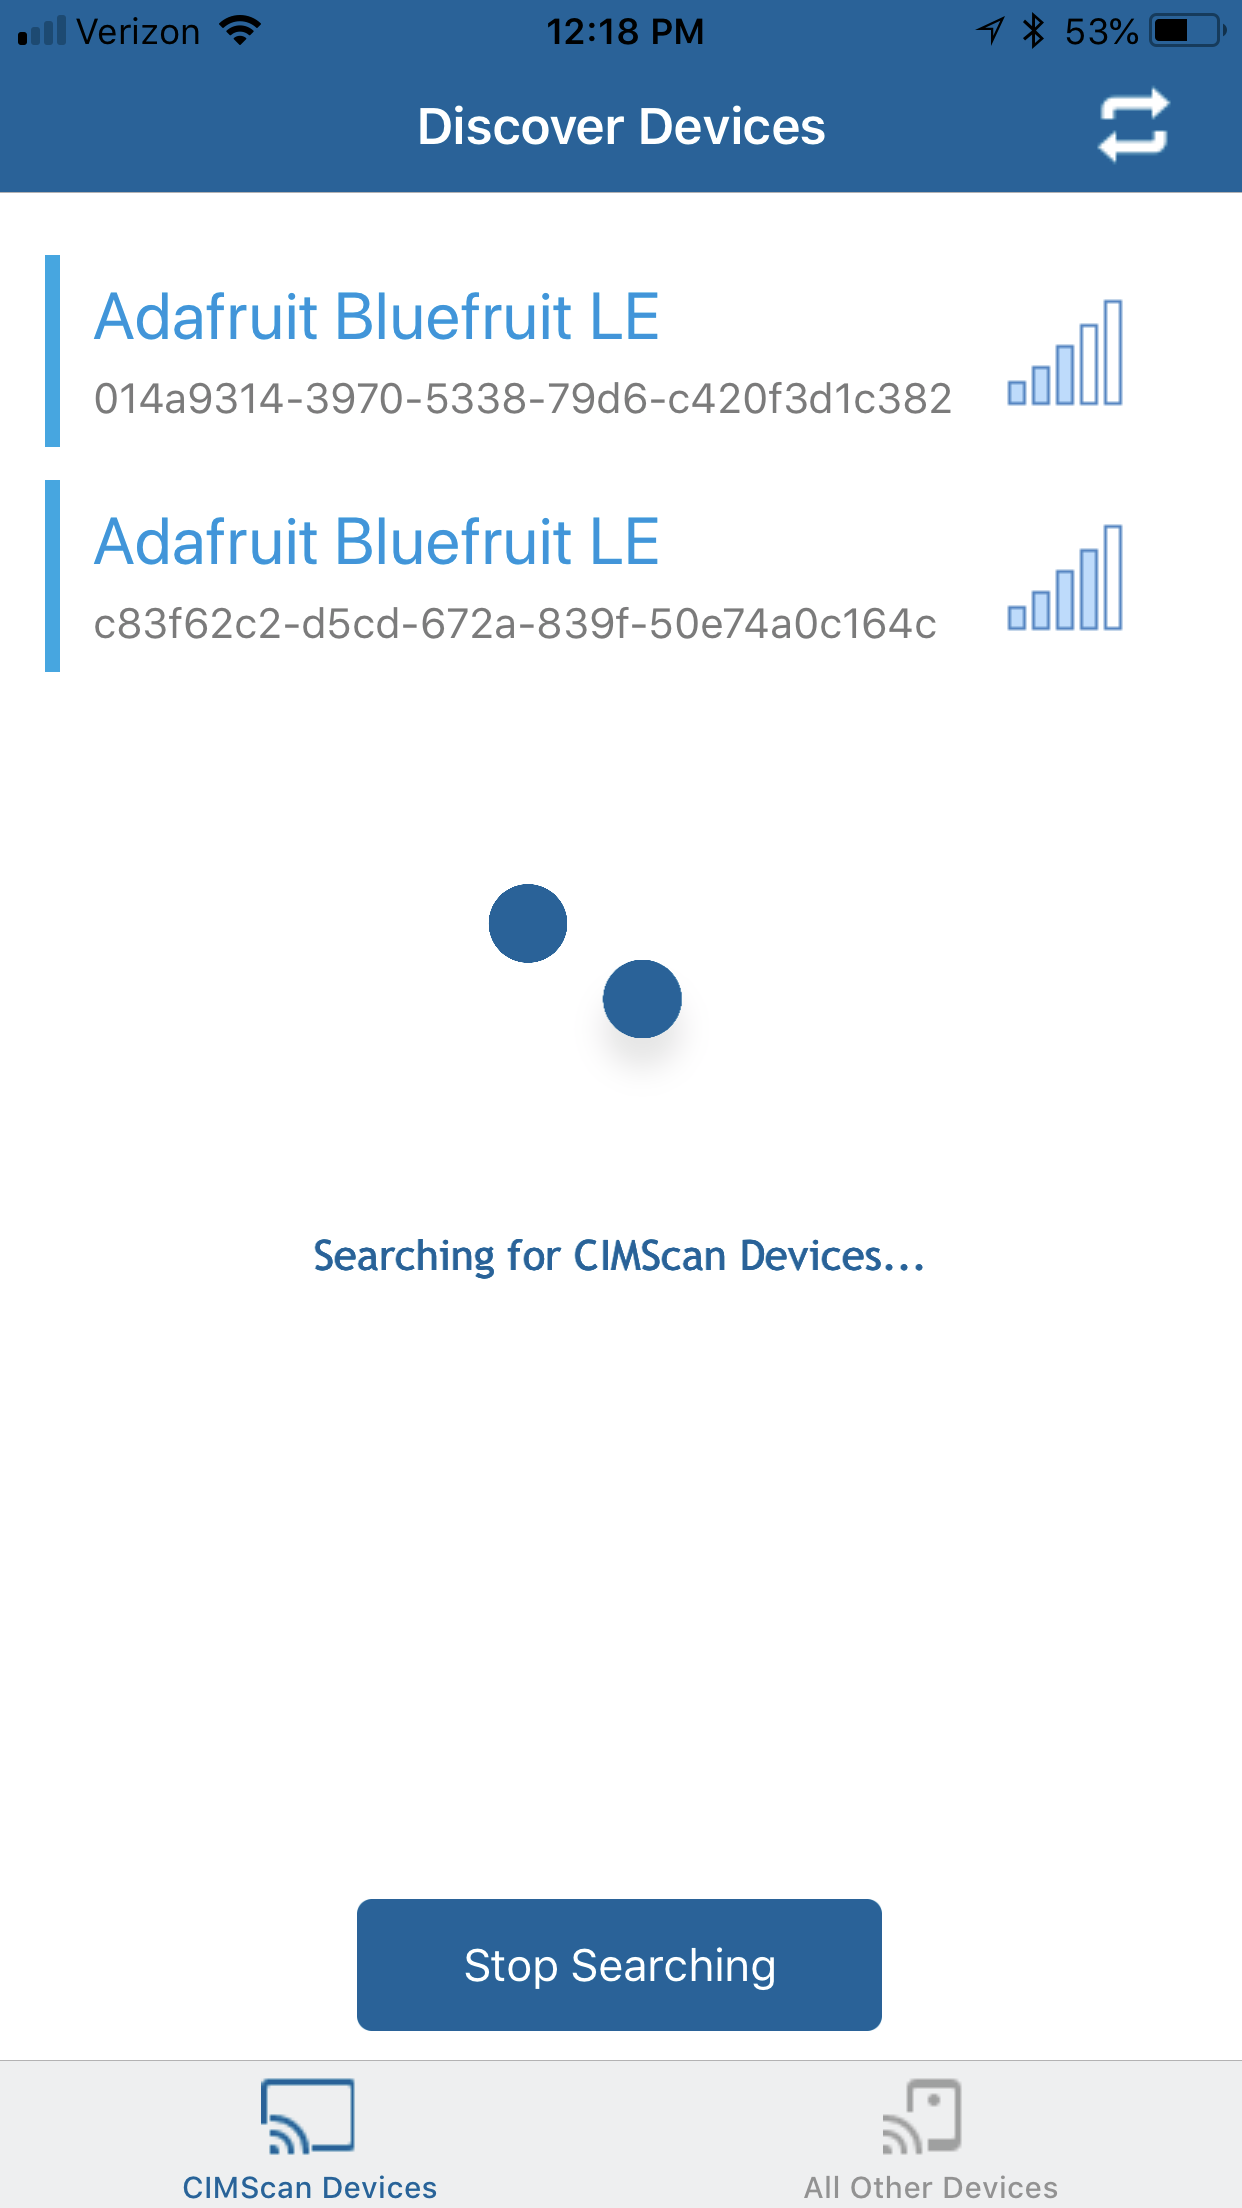 Verizon 12:18 PM 53%
Discover Devices
Adafruit Bluefruit LE
014a9314-3970-5338-79d6-c420f3d1c382
Adafruit Bluefruit LE
c83f62c2-d5cd-672a-839f-50e74a0c164c
Searching for CIMScan Devices...
Stop Searching
CIMScan Devices All Other Devices